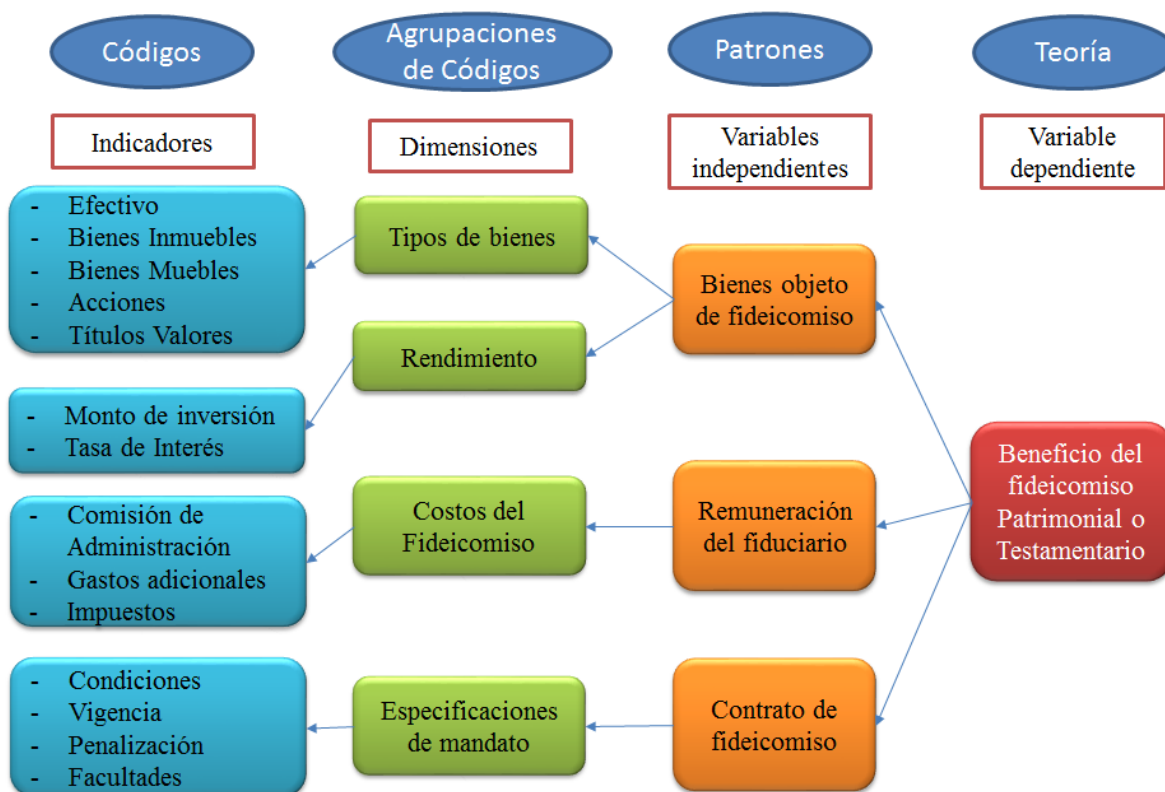 Códigos
Agrupaciones
de Códigos
Patrones
Teoría
Indicadores
Dimensiones
Variables
independientes
Variable
dependiente
- Efectivo
- Bienes Inmuebles
- Bienes Muebles
- Acciones
- Títulos Valores
Tipos de bienes
Bienes objeto
de fideicomiso
Rendimiento
- Monto de inversión
- Tasa de Interés
Beneficio del
fideicomiso
Patrimonial o
Testamentario
- Comisión de
Administración
- Gastos adicionales
- Impuestos
Costos del
Fideicomiso
Remuneración
del fiduciario
- Condiciones
- Vigencia
- Penalización
- Facultades
Especificaciones
de mandato
Contrato de
fideicomiso